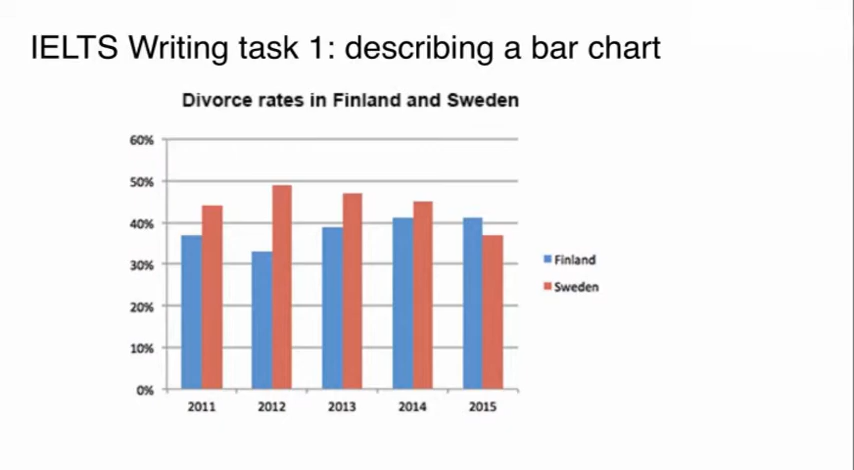 IELTS Writing task 1: describing a bar chart
Divorce rates in Finland and Sweden
60%
50%
40%
30%
20%
10%
0%
2011 2012 2013 2014 2015
Finland
Sweden